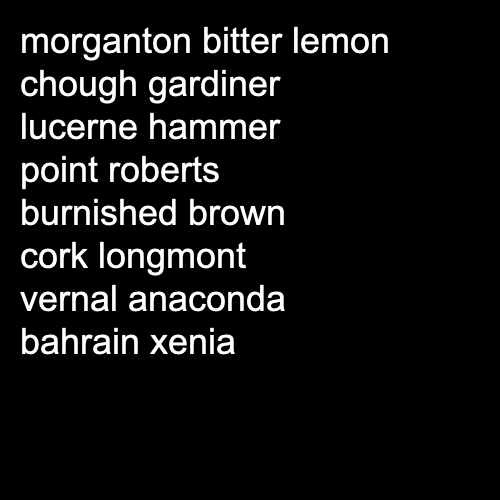 morganton bitter lemon
chough gardiner
lucerne hammer
point roberts
burnished brown
cork longmont
vernal anaconda
bahrain xenia